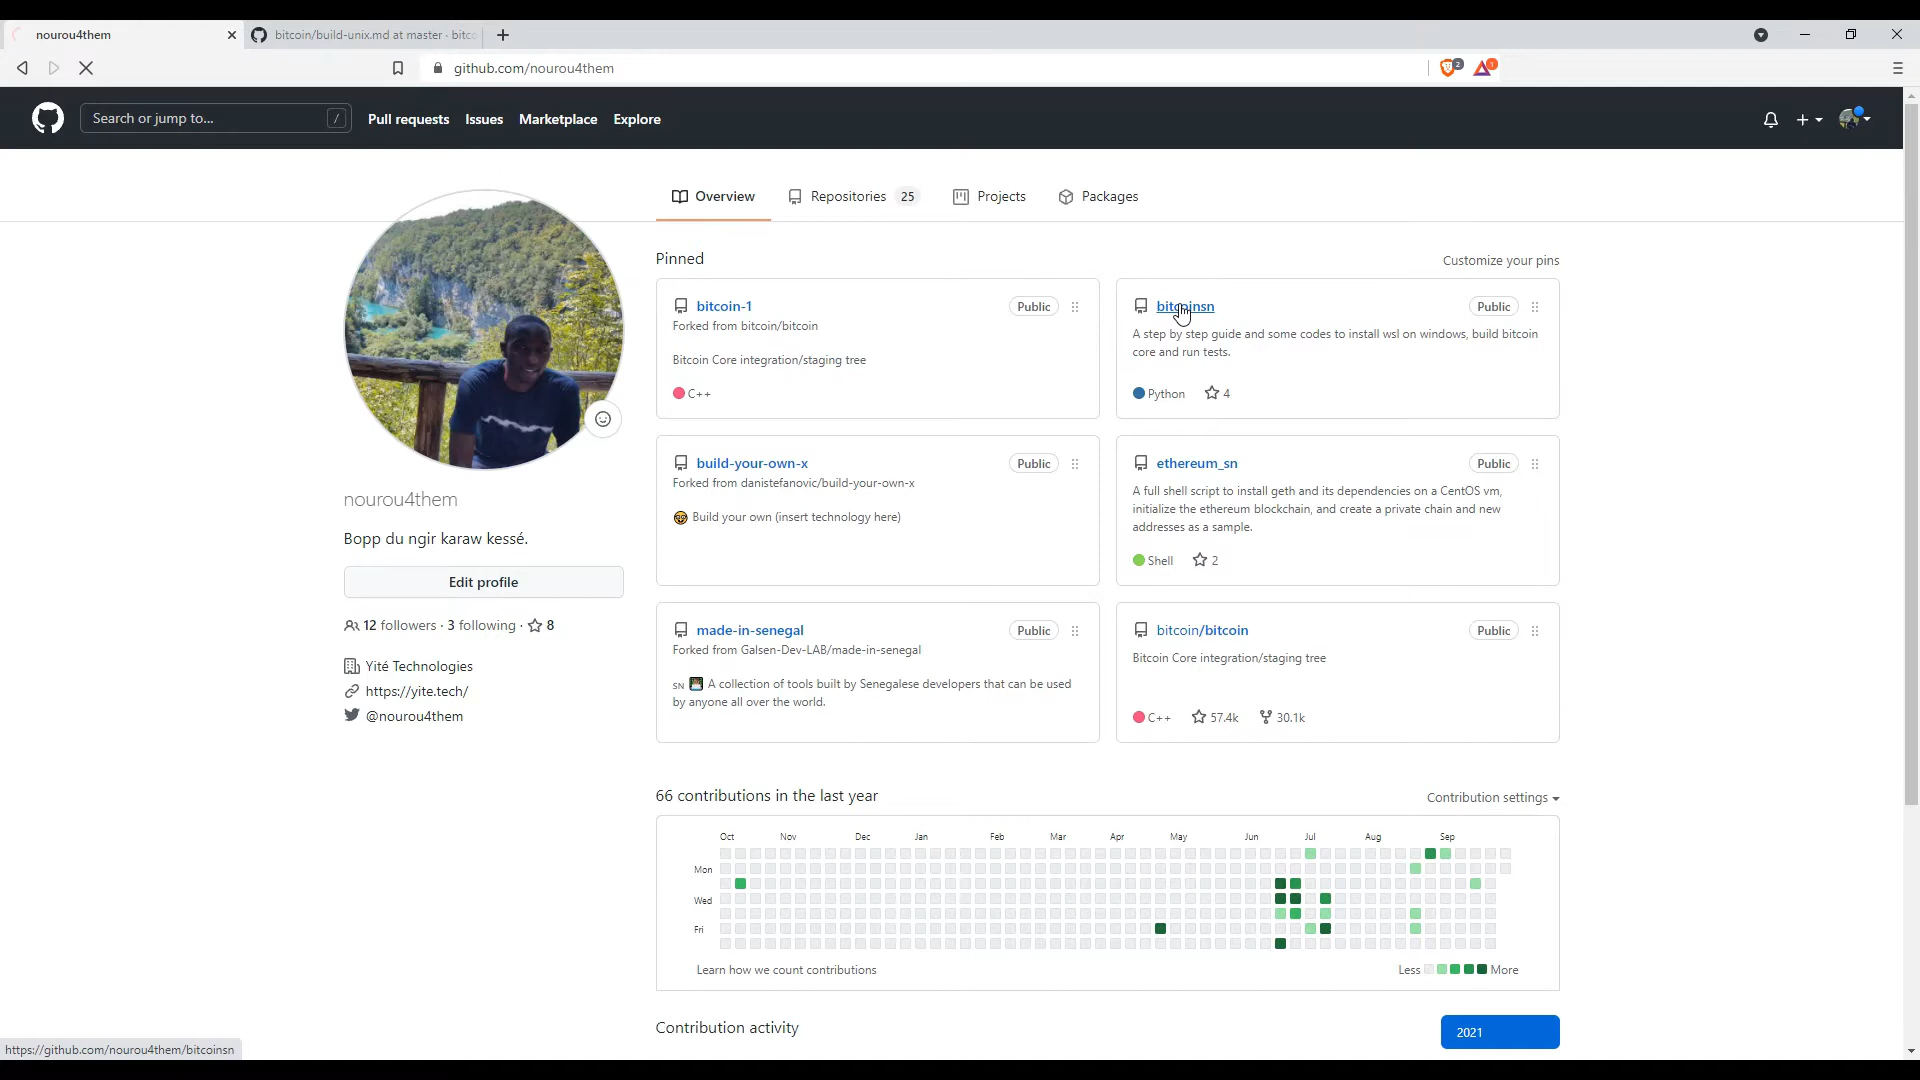 nourou4them
bitcoin/build-unix.md at master · bitco
github.com/nourou4them
2
1
Search or jump to...
/
Pull requests Issues Marketplace Explore
Overview Repositories 25 Projects Packages
Pinned
Customize your pins
bitcoin-1
Public
Forked from bitcoin/bitcoin
Bitcoin Core integration/staging tree
C++
bitcoinsn
Public
A step by step guide and some codes to install wsl on windows, build bitcoin
core and run tests.
Python 4
build-your-own-x
Public
Forked from danistefanovic/build-your-own-x
Build your own (insert technology here)
ethereum_sn
Public
A full shell script to install geth and its dependencies on a CentOS vm,
initialize the ethereum blockchain, and create a private chain and new
addresses as a sample.
Shell 2
made-in-senegal
Public
Forked from Galsen-Dev-LAB/made-in-senegal
SN A collection of tools built by Senegalese developers that can be used
by anyone all over the world.
bitcoin/bitcoin
Public
Bitcoin Core integration/staging tree
C++ 57.4k 30.1k
nourou4them
Bopp du ngir karaw kessé.
Edit profile
12 followers · 3 following · 8
Yité Technologies
https://yite.tech/
@nourou4them
66 contributions in the last year
Contribution settings
Oct Nov Dec Jan Feb Mar Apr May Jun Jul Aug Sep
Mon
Wed
Fri
Learn how we count contributions
Less More
Contribution activity
2021
https://github.com/nourou4them/bitcoinsn